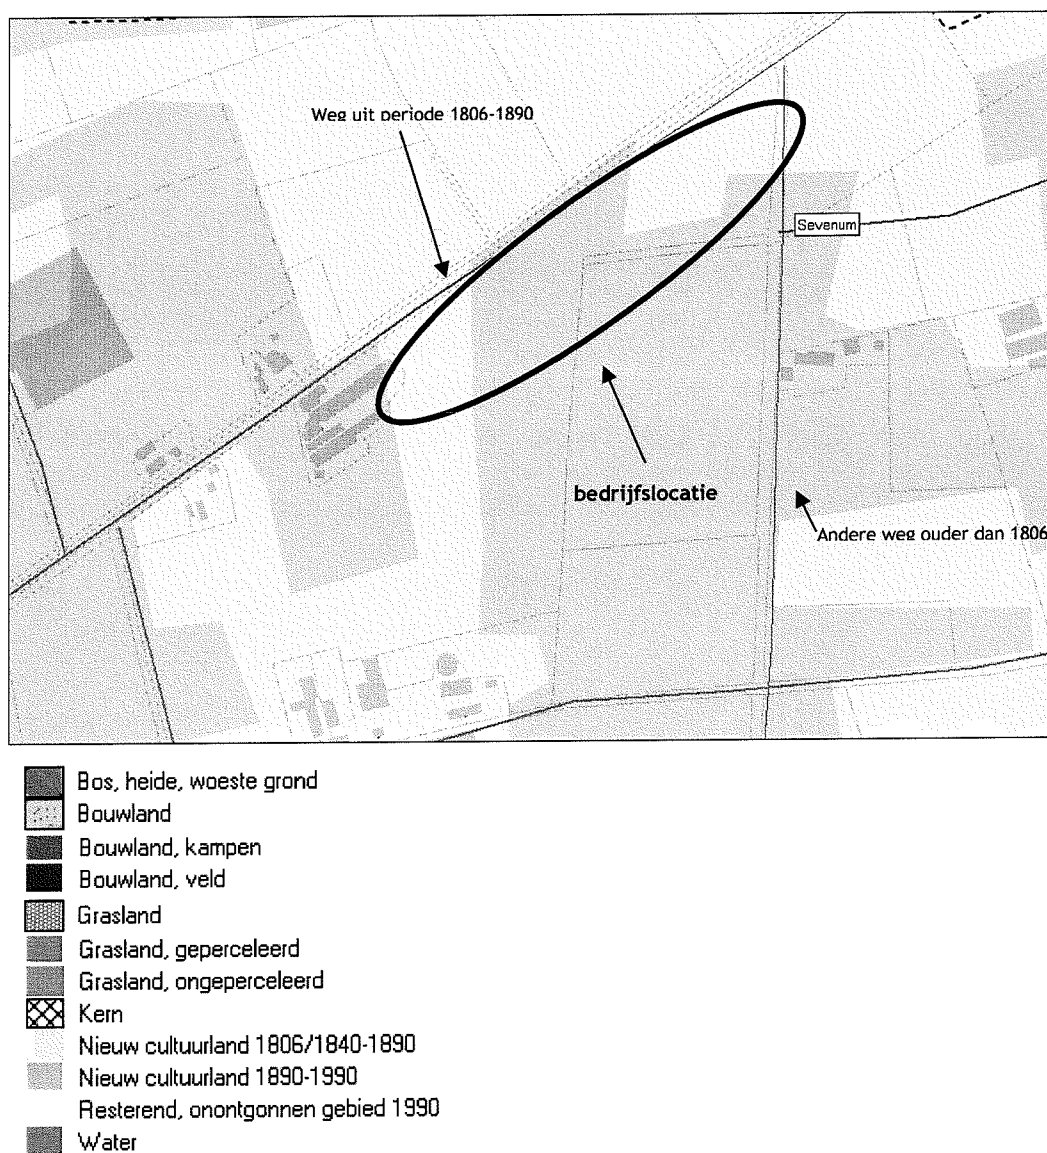 Weg uit periode 1806-1890
Sevenum
bedrijfslocatie
Andere weg ouder dan 1806
Bos, heide, woeste grond
Bouwland
Bouwland, kampen
Bouwland, veld
Grasland
Grasland, geperceleerd
Grasland, ongeperceleerd
Kern
Nieuw cultuurland 1806/1840-1890
Nieuw cultuurland 1890-1990
Resterend, onontgonnen gebied 1990
Water